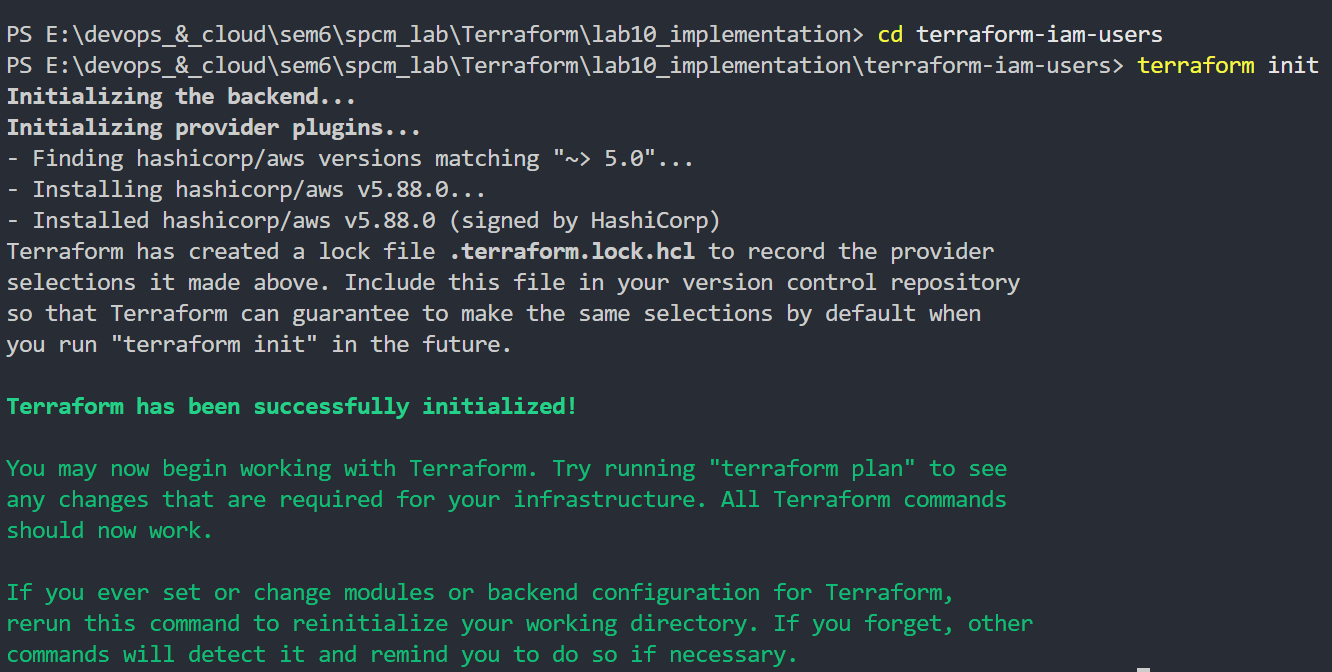 PS E:\devops_&_cloud\sem6\spcm_lab\Terraform\lab10_implementation> cd terraform-iam-users
PS E:\devops_&_cloud\sem6\spcm_lab\Terraform\lab10_implementation\terraform-iam-users> terraform init
Initializing the backend...
Initializing provider plugins...
- Finding hashicorp/aws versions matching "~> 5.0"...
- Installing hashicorp/aws v5.88.0...
- Installed hashicorp/aws v5.88.0 (signed by HashiCorp)
Terraform has created a lock file .terraform.lock.hcl to record the provider
selections it made above. Include this file in your version control repository
so that Terraform can guarantee to make the same selections by default when
you run "terraform init" in the future.
Terraform has been successfully initialized!
You may now begin working with Terraform. Try running "terraform plan" to see
any changes that are required for your infrastructure. All Terraform commands
should now work.
If you ever set or change modules or backend configuration for Terraform,
rerun this command to reinitialize your working directory. If you forget, other
commands will detect it and remind you to do so if necessary.